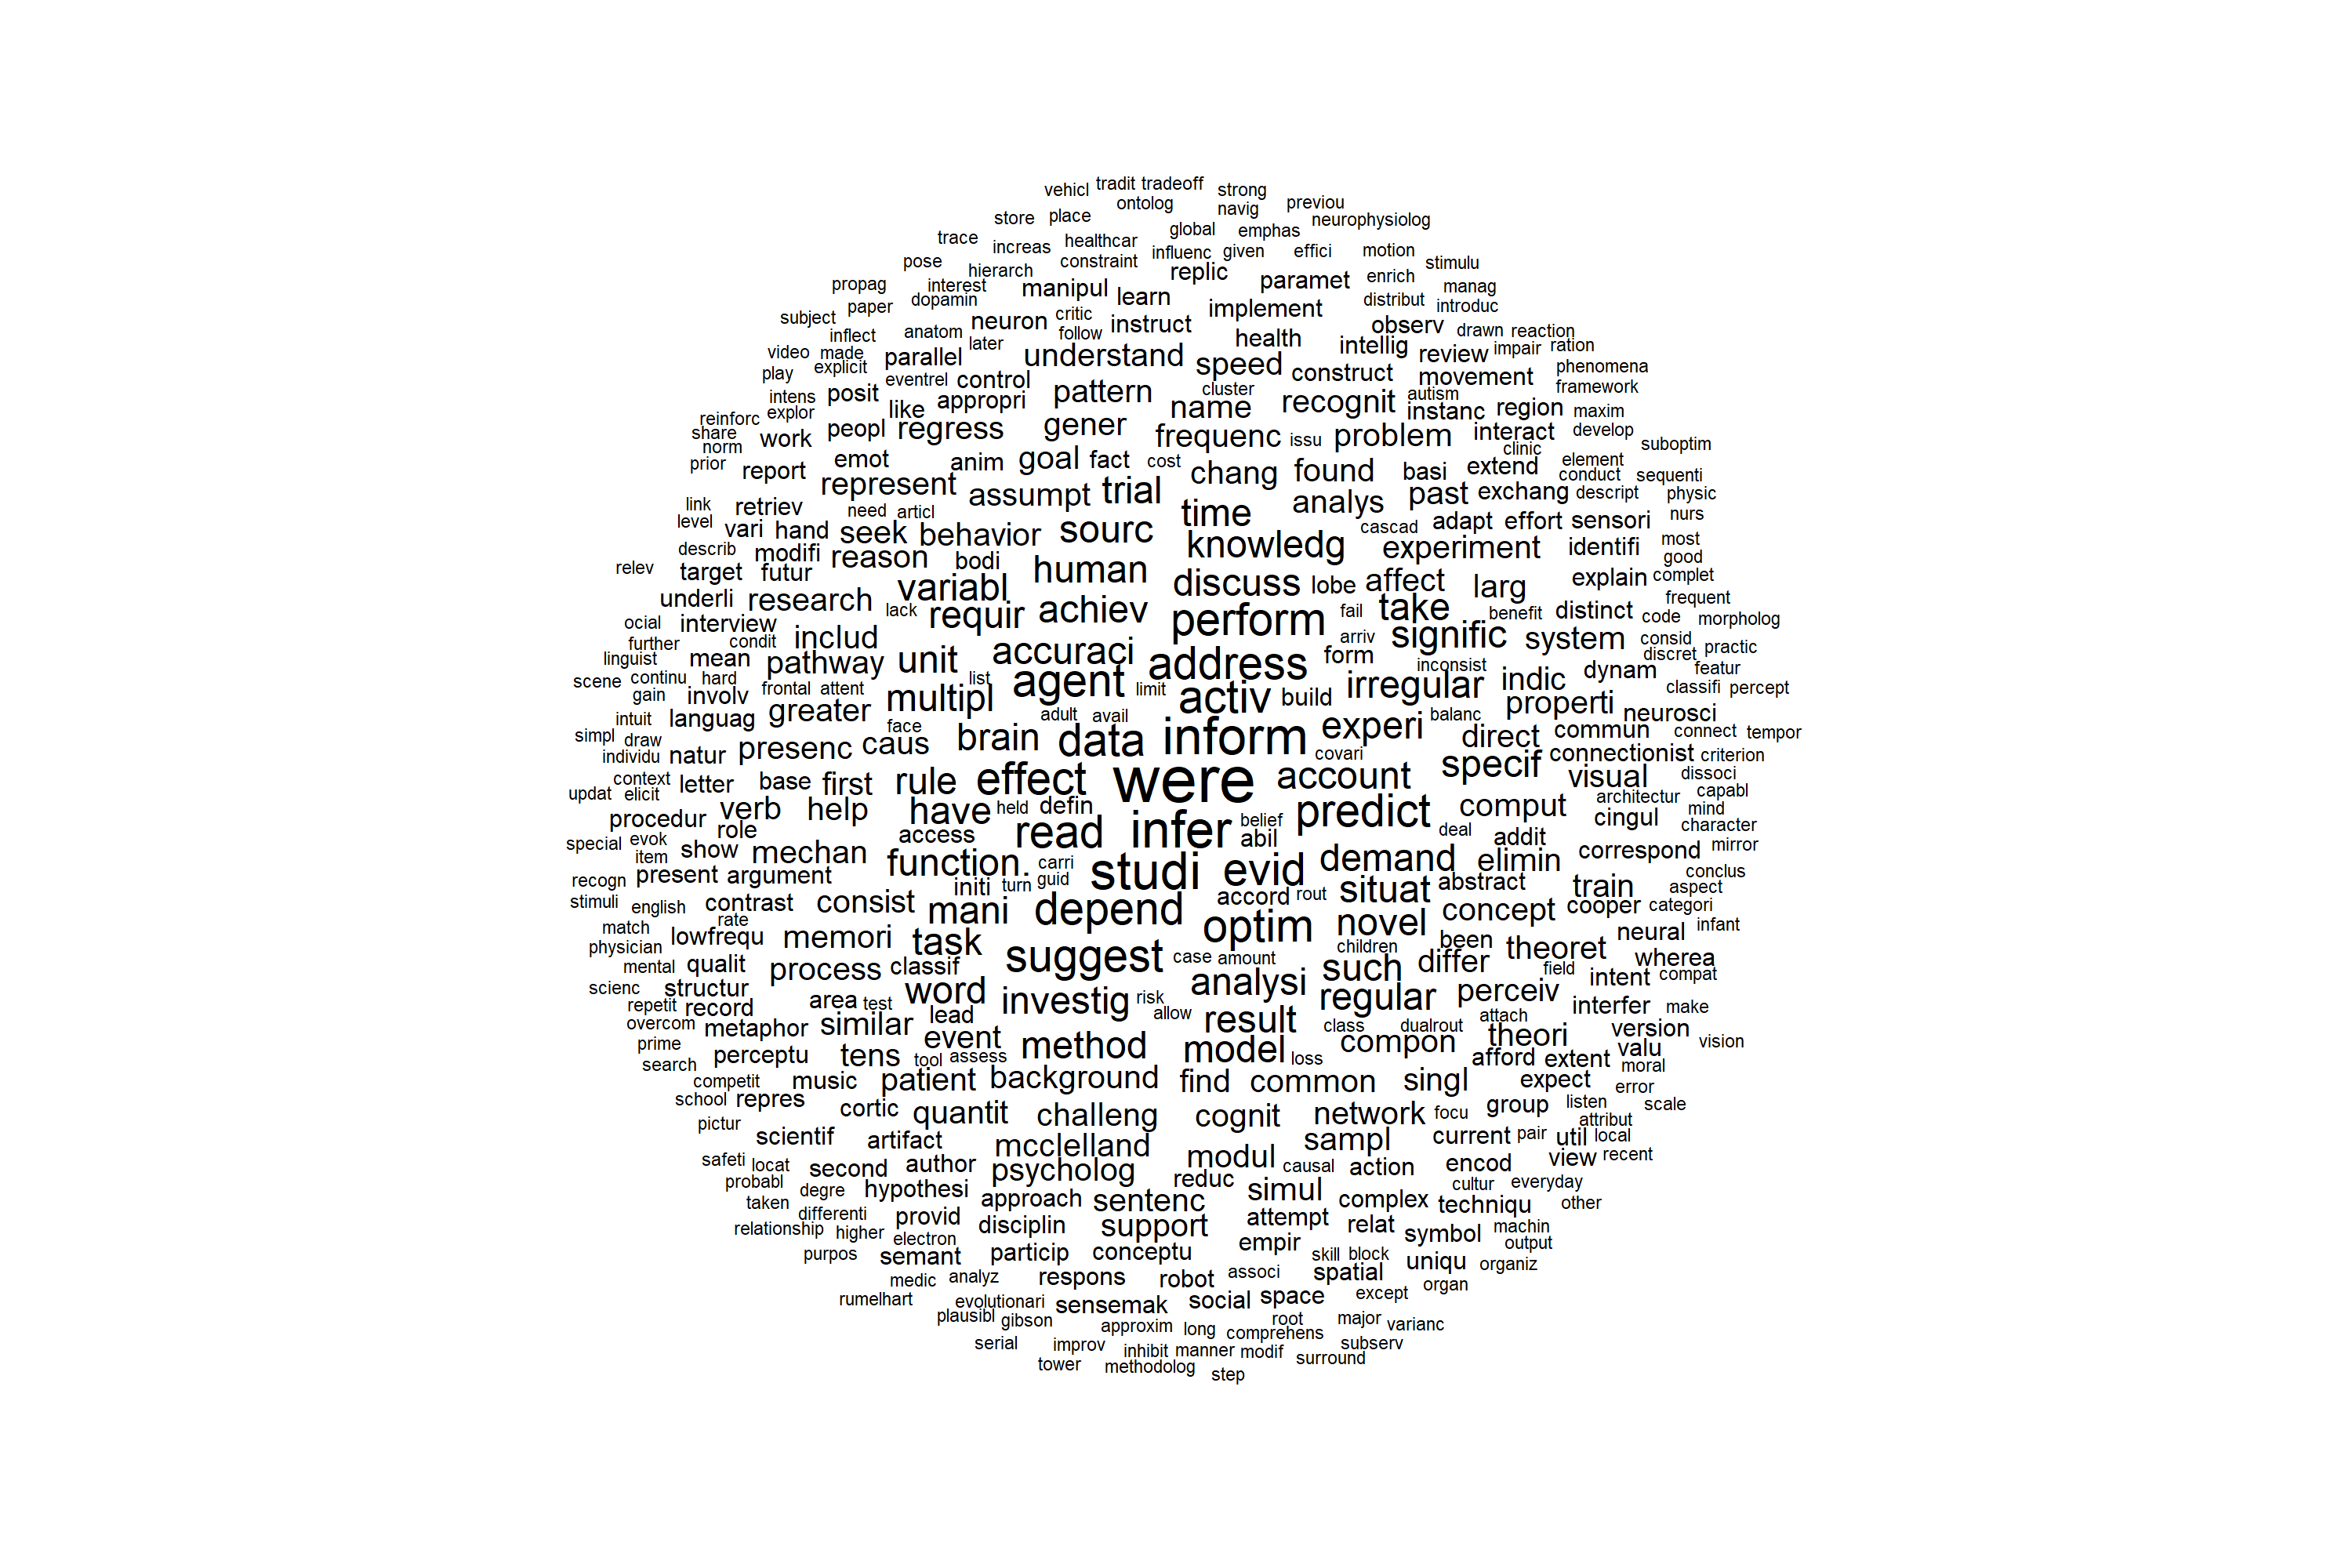 vehicl tradit tradeoff strong
ontolog navig previou
store place neurophysiolog
trace increas healthcar global emphas
pose hierarch constraint influenc given effici motion
propag interest replic paramet enrich stimulu
paper dopamin manipul learn implement distribut manag introduc
subject neuron critic instruct observ drawn reaction
inflect anatom later follow health intellig review impair ration
video made parallel understand speed construct movement phenomena
play explicit eventrel control pattern cluster autism framework
intens posit like appropri name recognit instanc region maxim
reinforc explor work peopl regress gener frequenc issu problem interact develop
share norm clinic suboptim
prior report emot anim goal fact cost chang found basi extend element
represent assumpt trial analys past exchang conduct sequenti descript physic
link retriev need articl time cascad adapt effort sensori nurs
level vari hand seek behavior sourc knowledg experiment identifi most
describ modifi reason bodi good
relev target futur variabl human discuss lobe affect larg explain complet
underli research lack requir achiev perform fail take benefit distinct code frequent morpholog
ocial interview condit includ accuraci arriv signific system consid practic
further linguist mean pathway unit address form inconsist discret
scene continu hard frontal attent list agent limit activ build irregular indic dynam featur classifi percept
gain involv greater multipl properti
intuit languag face adult avail experi balanc neurosci
simpl draw presenc caus brain data inform covari direct commun connect tempor
individu natur connectionist criterion
context letter base first rule effect were account specif visual dissoci
updat elicit verb help have held defin predict comput architectur capabl mind
procedur role access read infer belief abil deal addit cingul character
special evok item show mechan function. carri demand elimin correspond mirror
recogn present argument initi turn guid studi evid situat abstract train conclus aspect
stimuli english contrast consist mani depend accord rout novel concept cooper categori
match rate lowfrequ memori task optim children been theoret neural infant
physician mental qualit process classif suggest case amount such differ field wherea
scienc structur intent compat
repetit record area test word investig risk analysi regular perceiv interfer make
overcom metaphor similar lead allow result class dualrout attach version
prime event method model compon theori valu vision
search perceptu tens tool assess loss afford extent moral
competit music patient background find common singl expect error
school repres cortic quantit challeng cognit network focu group listen scale
pictur scientif artifact mcclelland sampl current pair util attribut local
safeti locat second author psycholog modul causal action encod view recent
probabl degre hypothesi approach reduc simul complex cultur everyday
taken differenti provid disciplin sentenc attempt relat techniqu other
relationship higher electron support symbol machin
purpos semant particip conceptu empir skill block uniqu output
medic analyz respons robot associ spatial organiz
rumelhart evolutionari sensemak social space except organ
plausibl gibson approxim long root major varianc
serial improv inhibit manner comprehens modif subserv
tower methodolog step surround